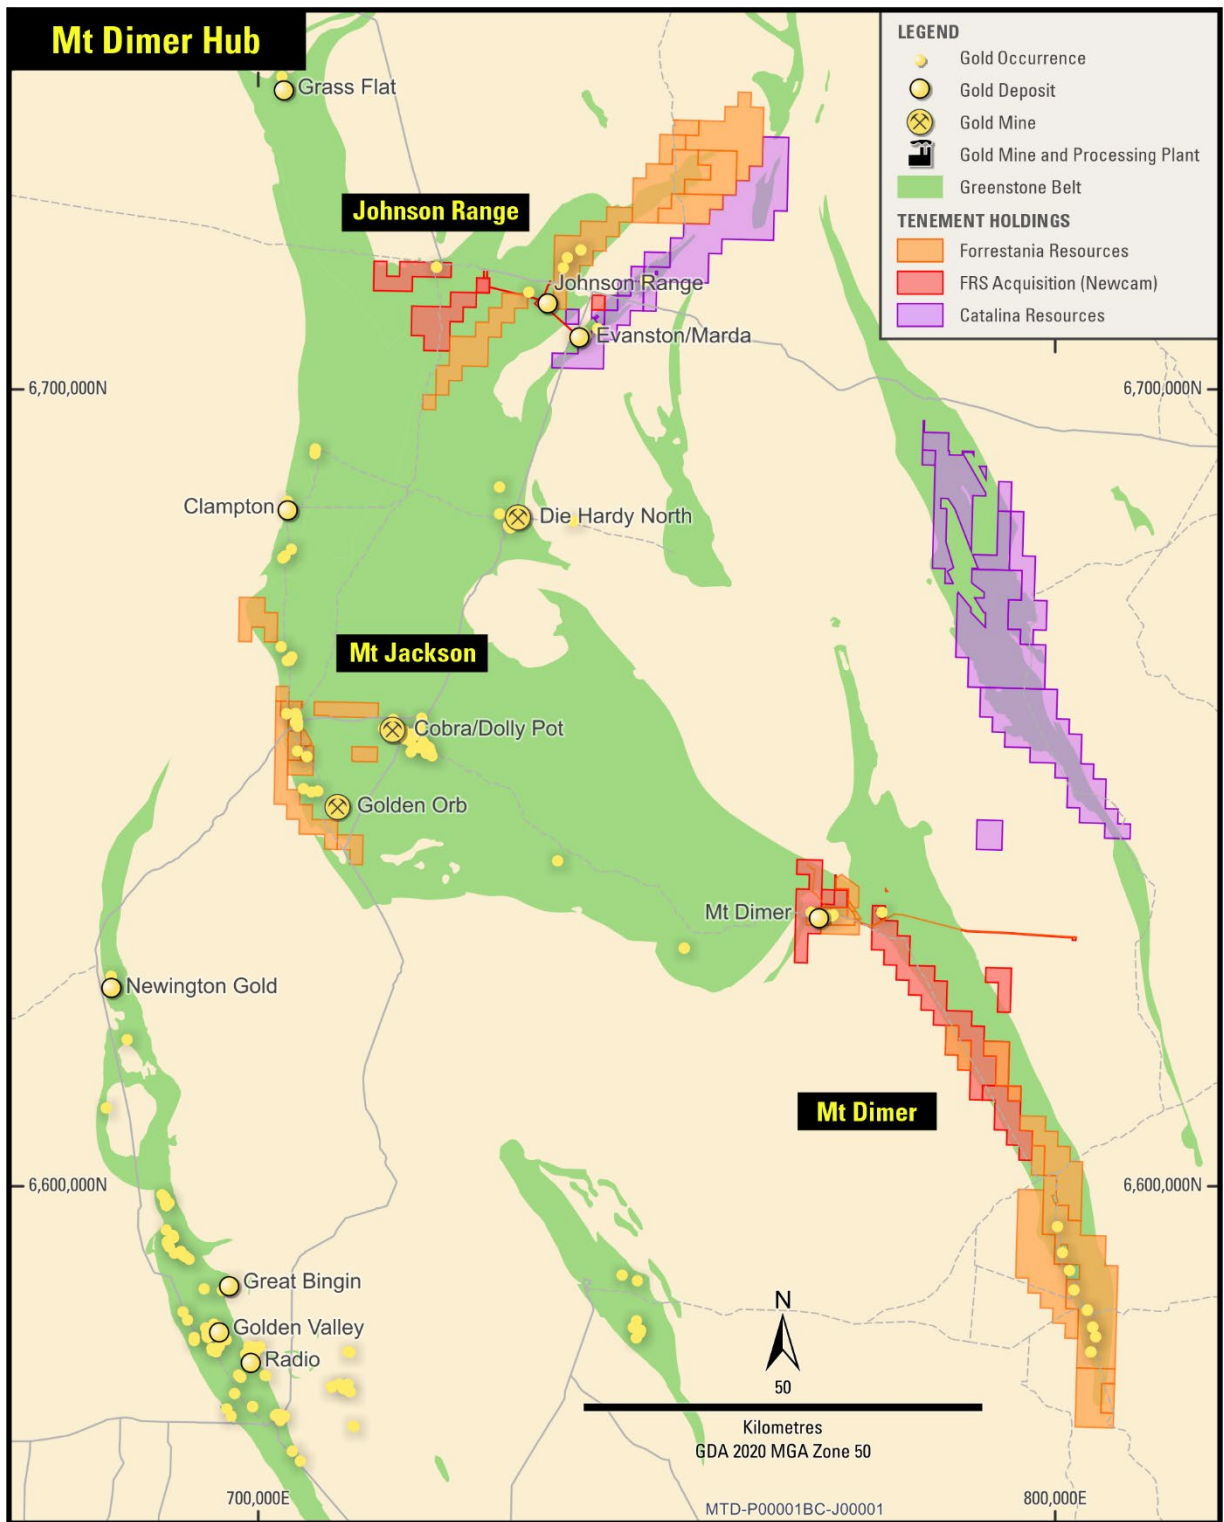 Mt Dimer Hub
LEGEND
Gold Occurrence
Gold Deposit
Gold Mine
Gold Mine and Processing Plant
Greenstone Belt
TENEMENT HOLDINGS
Forrestania Resources
FRS Acquisition (Newcam)
Catalina Resources
Grass Flat
Johnson Range
Johnson Range
Evanston/Marda
6,700,000N
6,700,000N
Clampton
Die Hardy North
Mt Jackson
Cobra/Dolly Pot
Golden Orb
Mt Dimer
Newington Gold
Mt Dimer
6,600,000N
6,600,000N
Great Bingin
Golden Valley
Radio
N
50
Kilometres
GDA 2020 MGA Zone 50
700,000E
800,000E
MTD-P00001BC-J00001